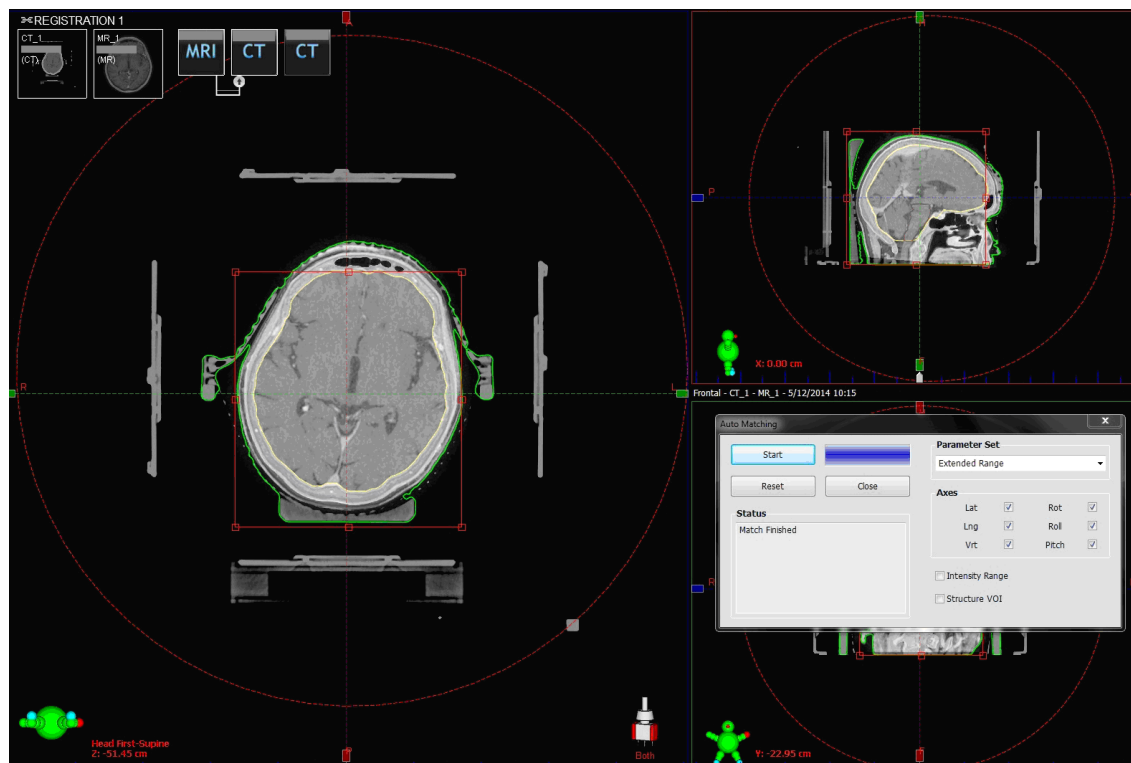 REGISTRATION 1
CT_1
(CT)
MR_1
(MR)
MRI
CT
CT
A
R
L
P
Head First-Supine
Z: -51.45 cm
Both
P
X: 0.00 cm
Frontal - CT_1 - MR_1 - 5/12/2014 10:15
Auto Matching
x
Start
Reset
Close
Status
Match Finished
Parameter Set
Extended Range
Axes
Lat
Rot
Lng
Roll
Vrt
Pitch
Intensity Range
Structure VOI
R
Y: -22.95 cm